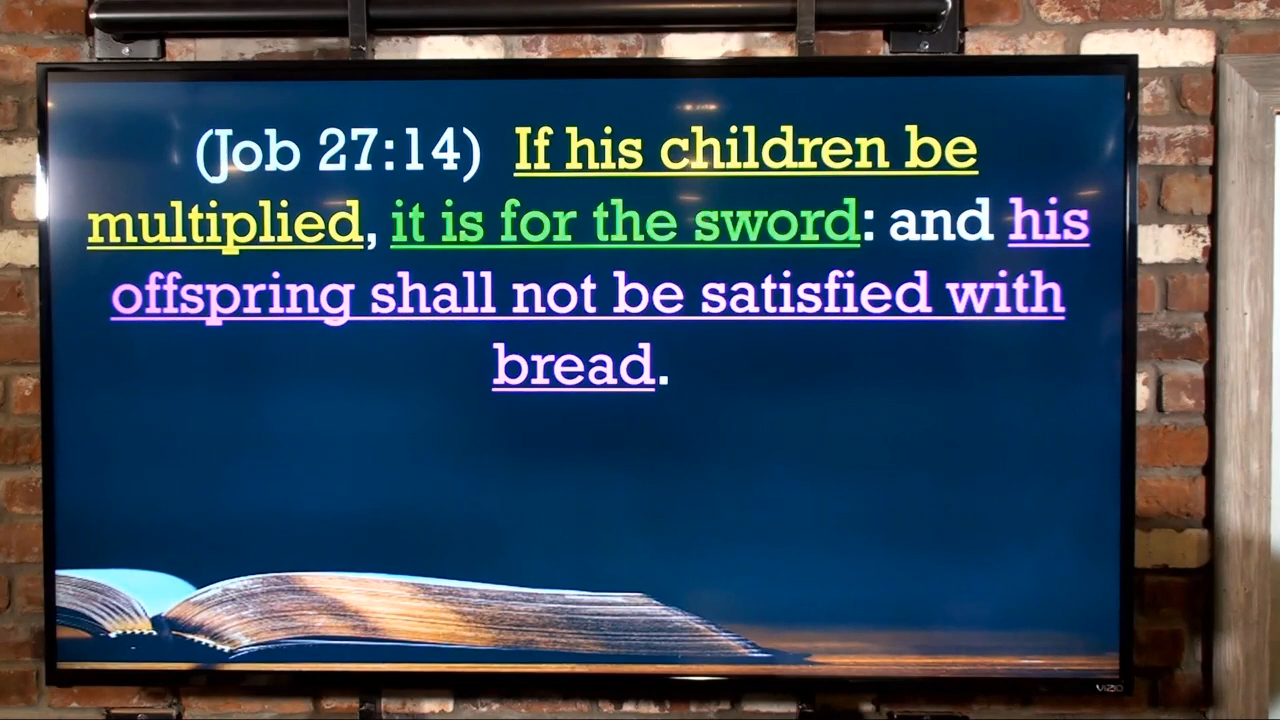 (Job 27:14) If his children be
multiplied, it is for the sword: and his
offspring shall not be satisfied with
bread.
VIZIO